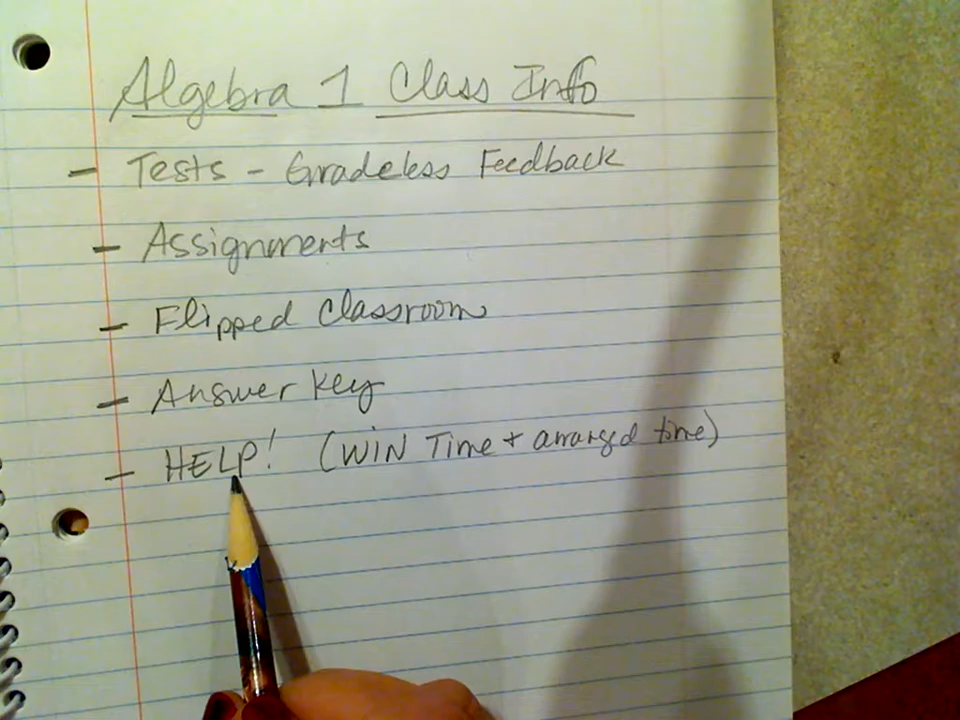 Algebra 1 Class Info
- Tests - Gradeless Feedback
- Assignments
- Flipped Classroom
- Answer Key
- HELP! (WIN Time + arranged time)